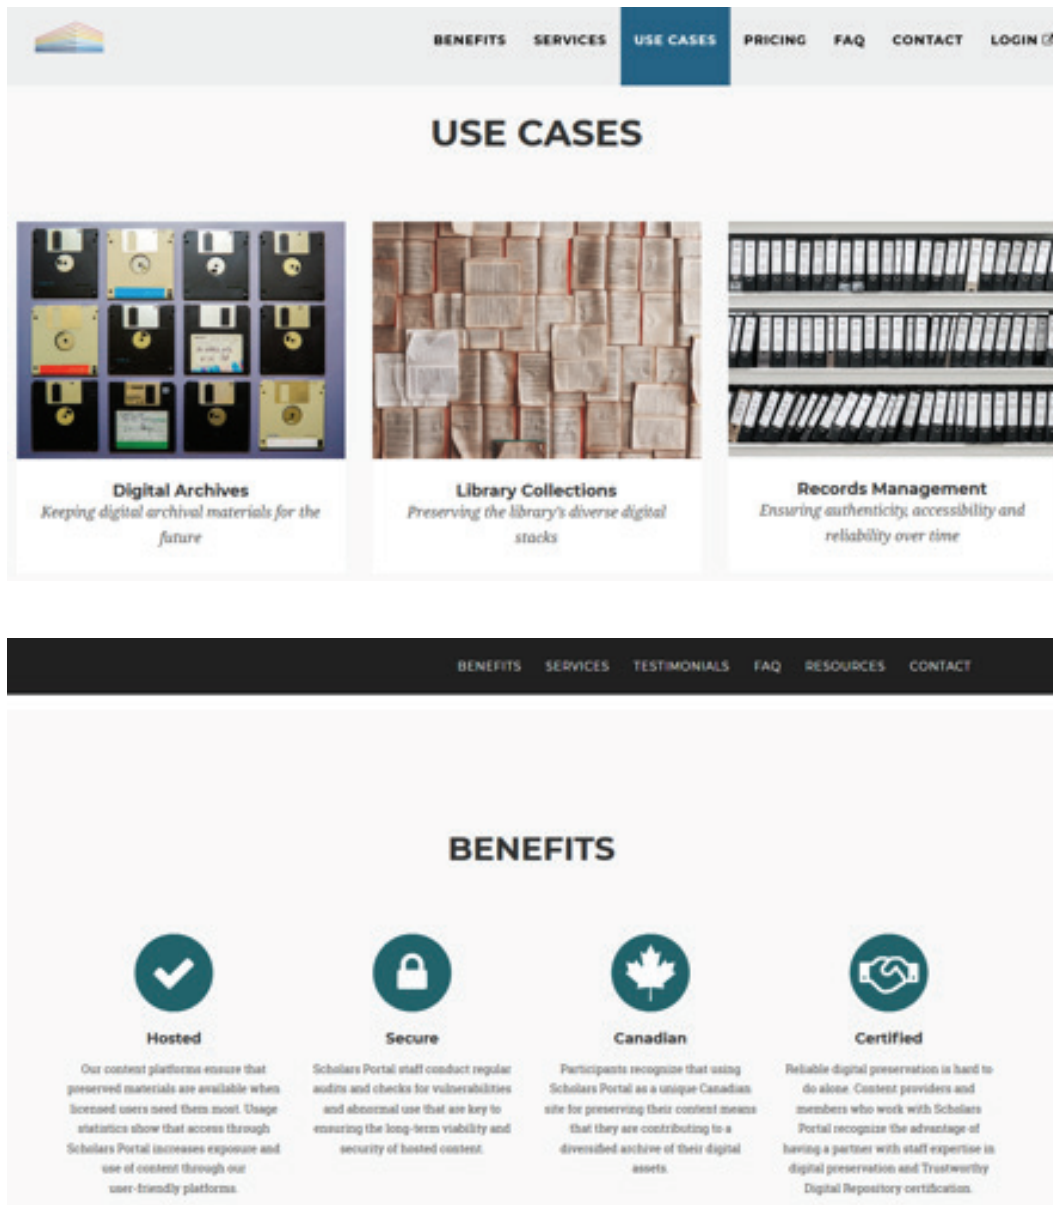 BENEFITS SERVICES USE CASES PRICING FAQ CONTACT LOGIN
USE CASES
Digital Archives
Keeping digital archival materials for the
future
Library Collections
Preserving the library's diverse digital
stacks
Records Management
Ensuring authenticity, accessibility and
reliability over time
BENEFITS SERVICES TESTIMONIALS FAQ RESOURCES CONTACT
BENEFITS
Hosted
Our content platforms ensure that
preserved materials are available when
licensed users need them most. Usage
statistics show that access through
Scholars Portal increases exposure and
use of content through our
user-friendly platforms.
Secure
Scholars Portal staff conduct regular
audits and checks for vulnerabilities
and abnormal use that are key to
ensuring the long-term viability and
security of hosted content.
Canadian
Participants recognize that using
Scholars Portal as a unique Canadian
site for preserving their content means
that they are contributing to a
diversified archive of their digital
assets.
Certified
Reliable digital preservation is hard to
do alone. Content providers and
members who work with Scholars
Portal recognize the advantage of
having a partner with staff expertise in
digital preservation and Trustworthy
Digital Repository certification.